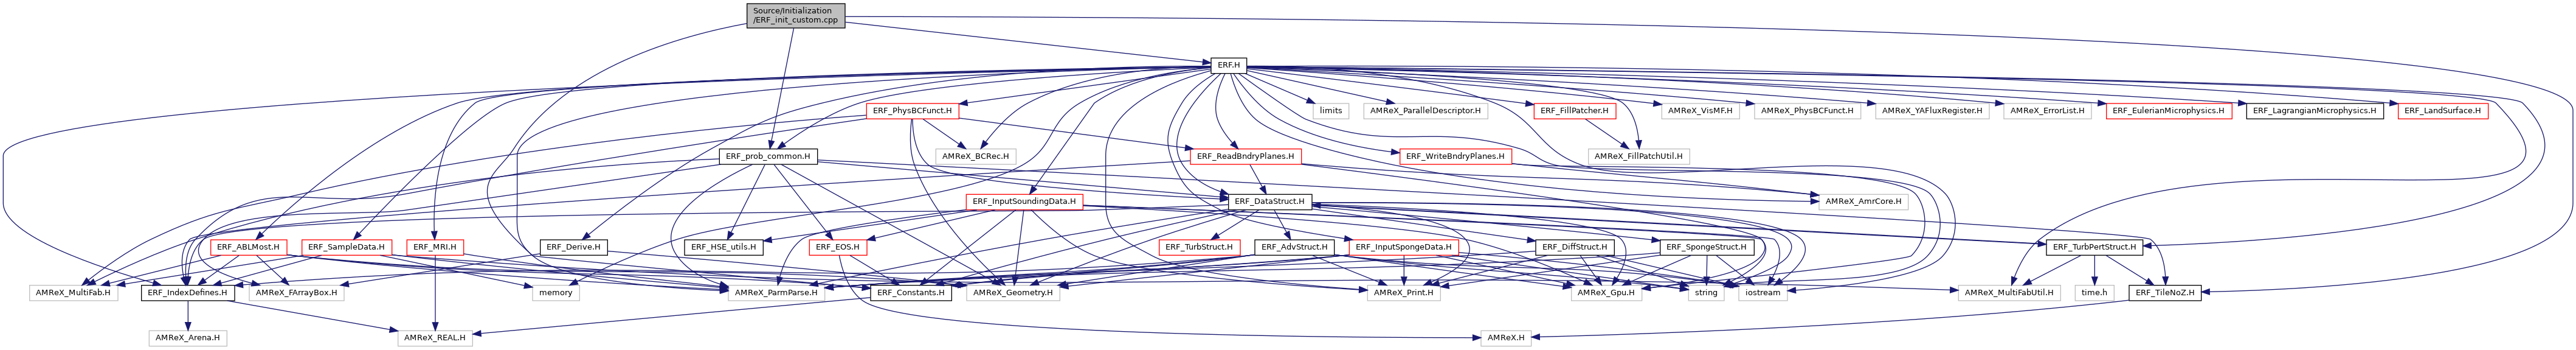 Source/Initialization
/ERF_init_custom.cpp
ERF.H
ERF_PhysBCFunct.H
limits
AMReX_ParallelDescriptor.H
ERF_FillPatcher.H
AMReX_VisMF.H
AMReX_PhysBCFunct.H
AMReX_YAFluxRegister.H
AMReX_ErrorList.H
ERF_EulerianMicrophysics.H
ERF_LagrangianMicrophysics.H
ERF_LandSurface.H
ERF_prob_common.H
AMReX_BCRec.H
ERF_ReadBndryPlanes.H
ERF_WriteBndryPlanes.H
AMReX_FillPatchUtil.H
ERF_InputSoundingData.H
ERF_DataStruct.H
AMReX_AmrCore.H
ERF_ABLMost.H
ERF_SampleData.H
ERF_MRI.H
ERF_Derive.H
ERF_HSE_utils.H
ERF_EOS.H
ERF_TurbStruct.H
ERF_AdvStruct.H
ERF_InputSpongeData.H
ERF_DiffStruct.H
ERF_SpongeStruct.H
ERF_TurbPertStruct.H
AMReX_MultiFab.H
ERF_IndexDefines.H
AMReX_FArrayBox.H
memory
AMReX_ParmParse.H
ERF_Constants.H
AMReX_Geometry.H
AMReX_Print.H
AMReX_Gpu.H
string
iostream
AMReX_MultiFabUtil.H
time.h
ERF_TileNoZ.H
AMReX_Arena.H
AMReX_REAL.H
AMReX.H